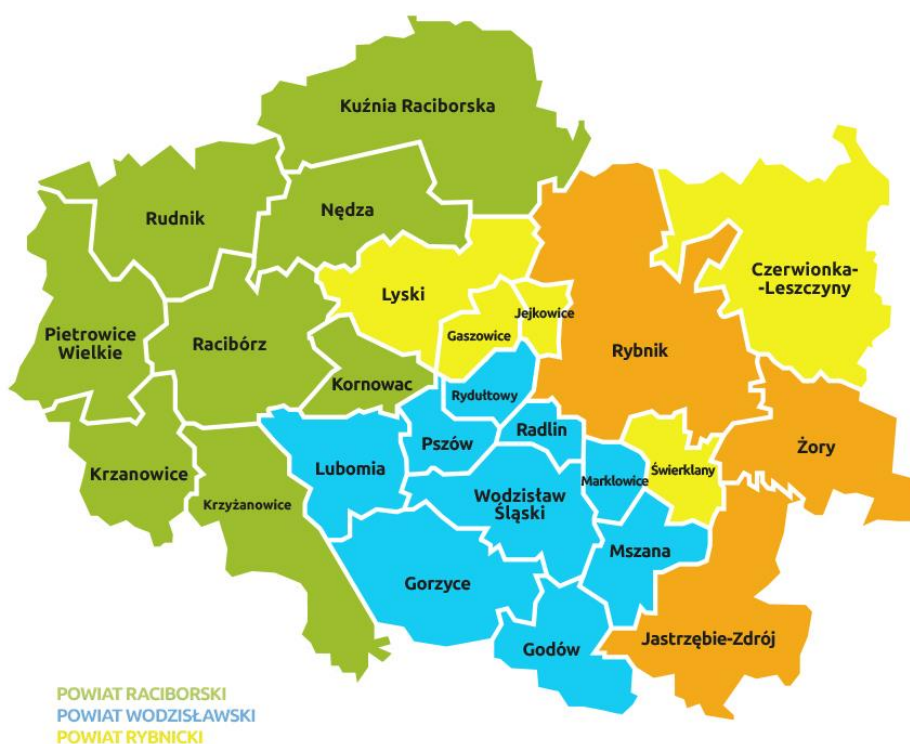 Kuźnia Raciborska
Rudnik
Nędza
Czerwionka-
-Leszczyny
Lyski
Jejkowice
Gaszowice
Pietrowice
Wielkie
Racibórz
Rybnik
Kornowac
Rydułtowy
Radlin
Pszów
Żory
Lubomia
Krzanowice
Świerklany
Marklowice
Wodzisław
Śląski
Krzyżanowice
Mszana
Gorzyce
Jastrzębie-Zdrój
Godów
POWIAT RACIBORSKI
POWIAT WODZISŁAWSKI
POWIAT RYBNICKI